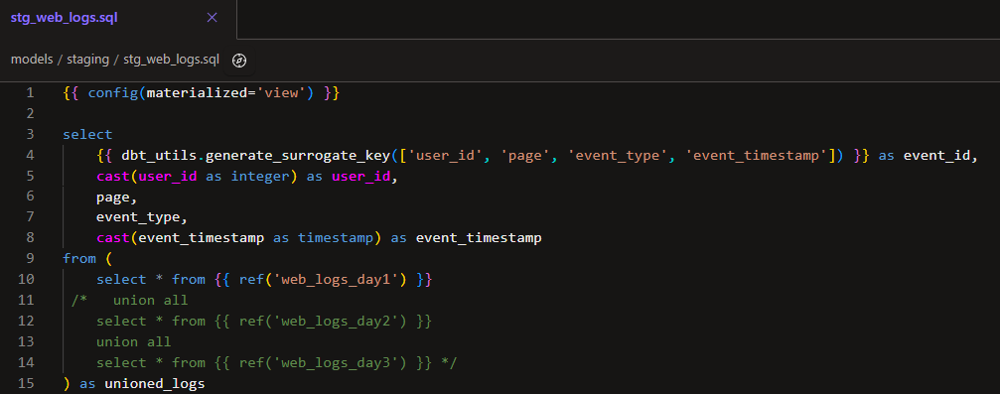 stg_web_logs.sql
models / staging / stg_web_logs.sql
1 {{ config(materialized='view') }}
2
3 select
4     {{ dbt_utils.generate_surrogate_key(['user_id', 'page', 'event_type', 'event_timestamp']) }} as event_id,
5     cast(user_id as integer) as user_id,
6     page,
7     event_type,
8     cast(event_timestamp as timestamp) as event_timestamp
9 from (
10     select * from {{ ref('web_logs_day1') }}
11  /*   union all
12     select * from {{ ref('web_logs_day2') }}
13     union all
14     select * from {{ ref('web_logs_day3') }} */
15 ) as unioned_logs